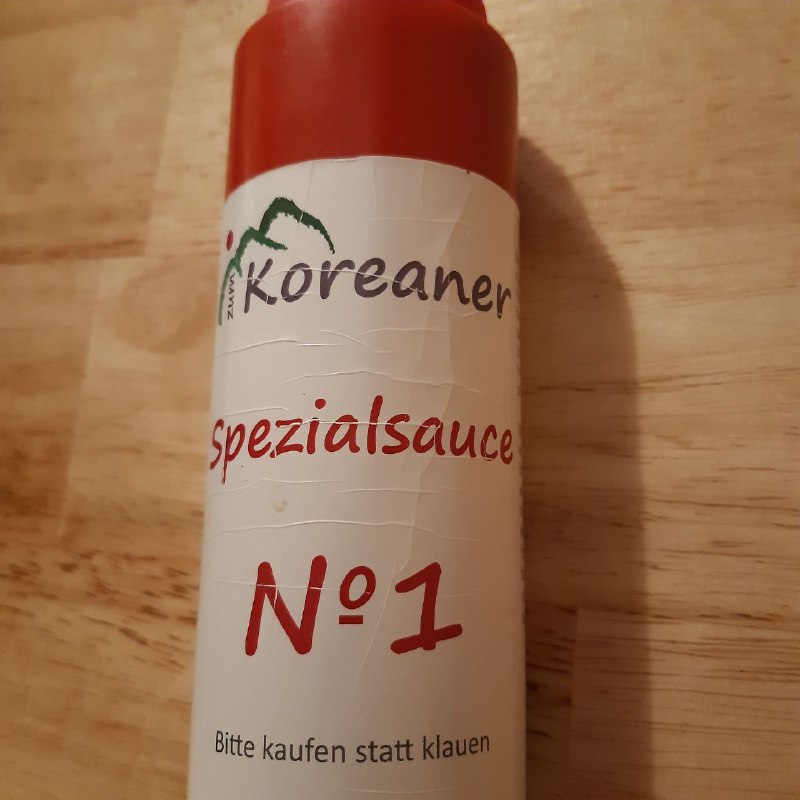 zum Koreaner
Spezialsauce
Nº1
Bitte kaufen statt klauen